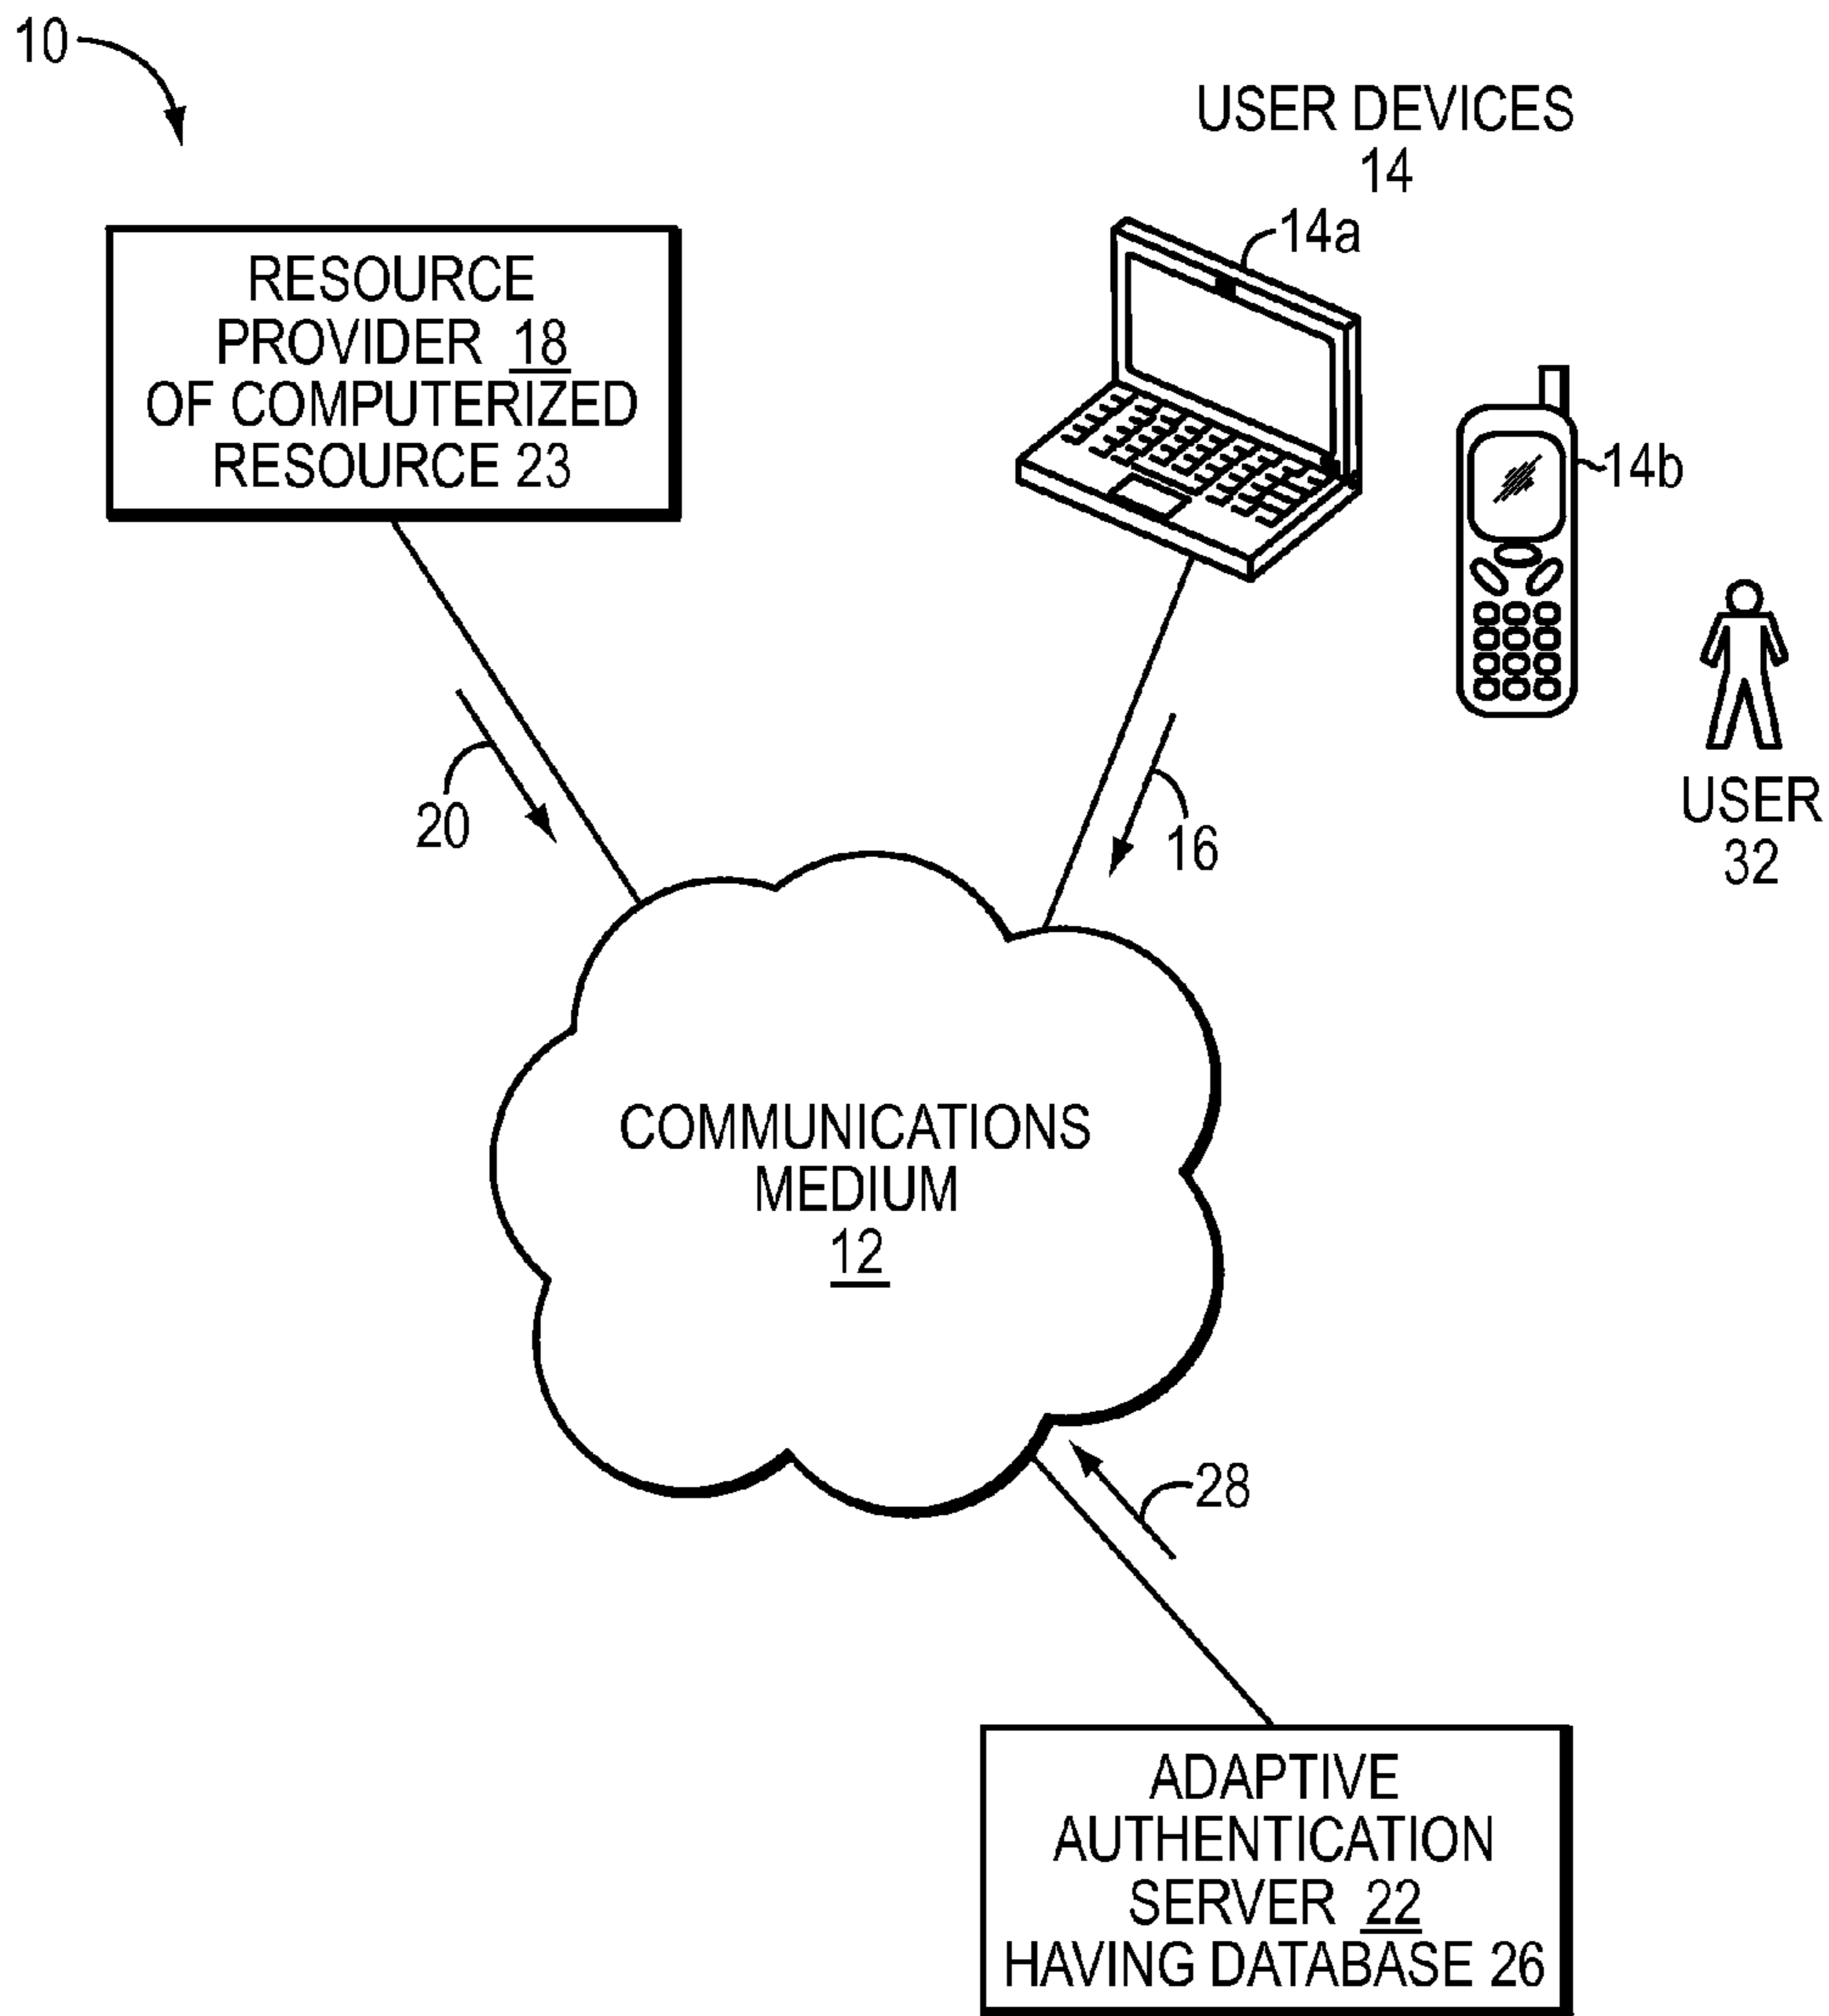 10
USER DEVICES
14
14a
RESOURCE
PROVIDER 18
OF COMPUTERIZED
RESOURCE 23
14b
20
16
USER
32
COMMUNICATIONS
MEDIUM
12
28
ADAPTIVE
AUTHENTICATION
SERVER 22
HAVING DATABASE 26